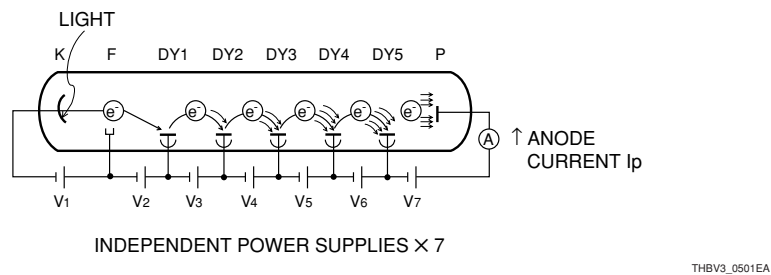 LIGHT
K F DY1 DY2 DY3 DY4 DY5 P
e- e- e- e- e- e-
A
↑ ANODE
CURRENT Ip
V1 V2 V3 V4 V5 V6 V7
INDEPENDENT POWER SUPPLIES × 7
THBV3_0501EA